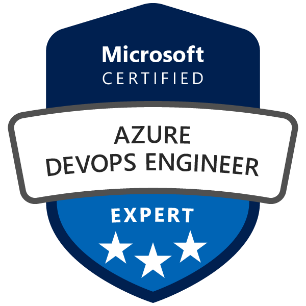 Microsoft
CERTIFIED
AZURE
DEVOPS ENGINEER
EXPERT